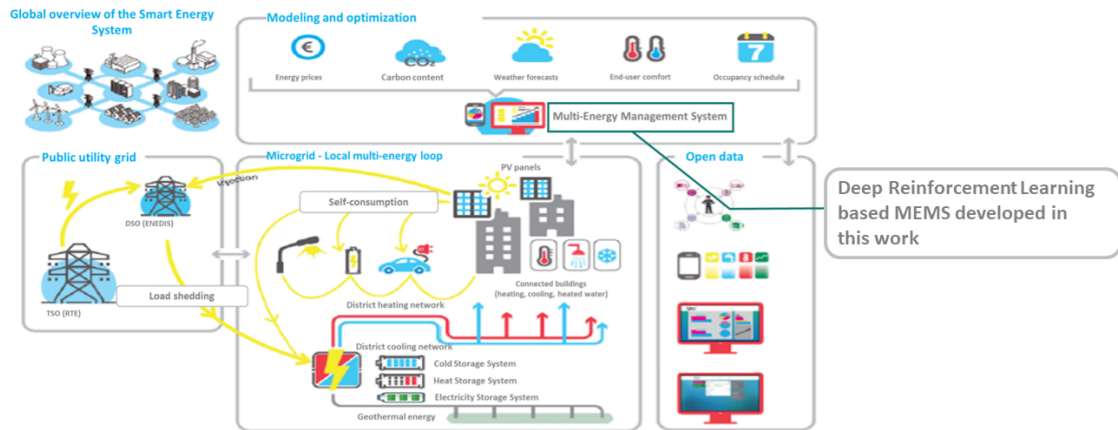 Global overview of the Smart Energy
System
Modeling and optimization
€
CO₂
7
Energy prices
Carbon content
Weather forecasts
End-user comfort
Occupancy schedule
Multi-Energy Management System
Public utility grid
Microgrid - Local multi-energy loop
Open data
PV panels
Injection
Self-consumption
DSO (ENEDIS)
Deep Reinforcement Learning
based MEMS developed in
this work
Connected buildings
(heating, cooling, heated water)
Load shedding
District heating network
TSO (RTE)
District cooling network
Cold Storage System
Heat Storage System
Electricity Storage System
Geothermal energy